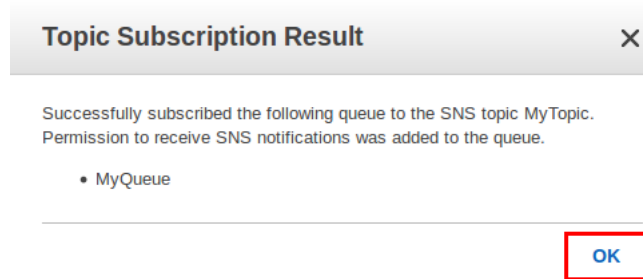 Topic Subscription Result
Successfully subscribed the following queue to the SNS topic MyTopic.
Permission to receive SNS notifications was added to the queue.
• MyQueue
OK